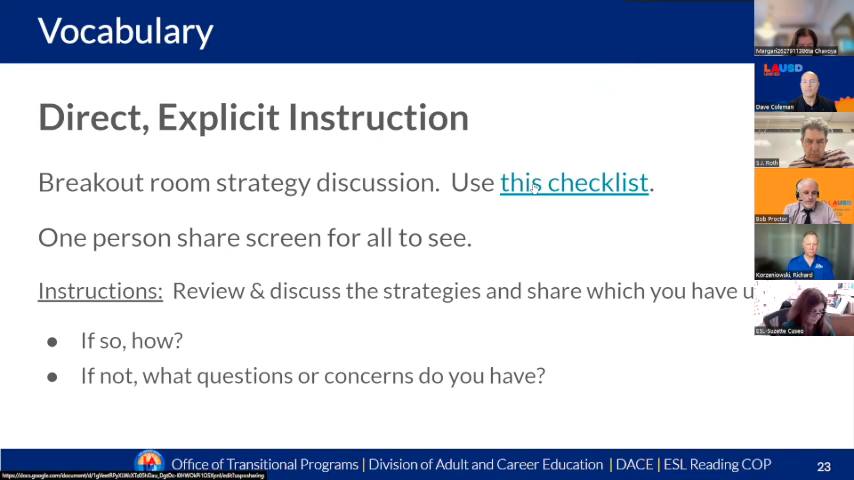 Vocabulary
Direct, Explicit Instruction
Breakout room strategy discussion. Use this checklist.
One person share screen for all to see.
Instructions: Review & discuss the strategies and share which you have u
● If so, how?
● If not, what questions or concerns do you have?
Office of Transitional Programs | Division of Adult and Career Education | DACE | ESL Reading COP
23
LAUSD
UNIFIED
Dave Coleman
S.J. Roth
Bob Proctor
Korzeniowski, Richard
ESL-Suzette Caveo